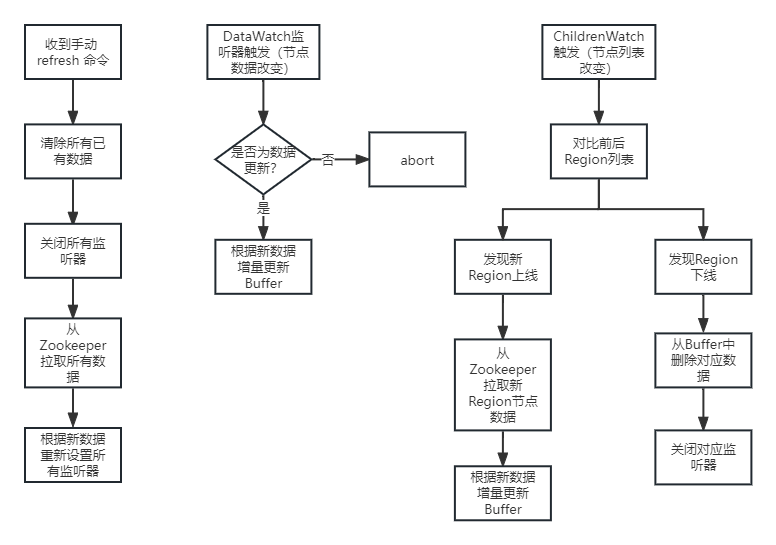 收到手动
refresh 命令
清除所有已
有数据
关闭所有监
听器
从
Zookeeper
拉取所有数
据
根据新数据
重新设置所
有监听器
DataWatch监
听器触发（节点
数据改变）
是否为数据
更新？
否
abort
是
根据新数据
增量更新
Buffer
ChildrenWatch
触发（节点列表
改变）
对比前后
Region列表
发现新
Region上线
从
Zookeeper
拉取新
Region节点
数据
根据新数据
增量更新
Buffer
发现Region
下线
从Buffer中
删除对应数
据
关闭对应监
听器